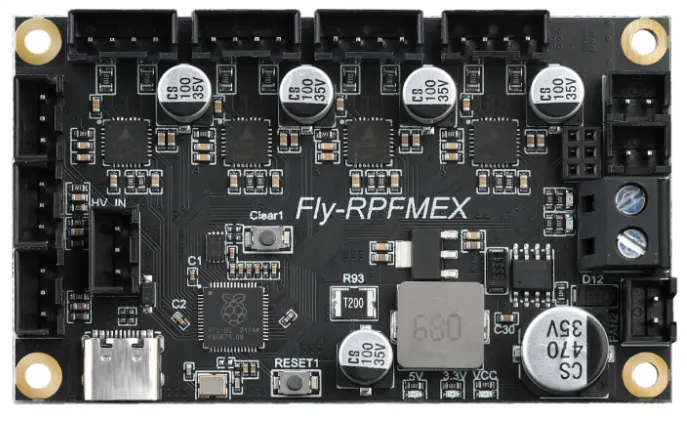 CS
100
35V
CS
100
35V
CS
100
35V
CS
100
35V
HV_IN
Clear1
Fly-RPFMEX
C1
R93
T200
C2
680
D12
C30
CS
470
35V
CS
100
35V
RESET1
5V
3.3V
VCC